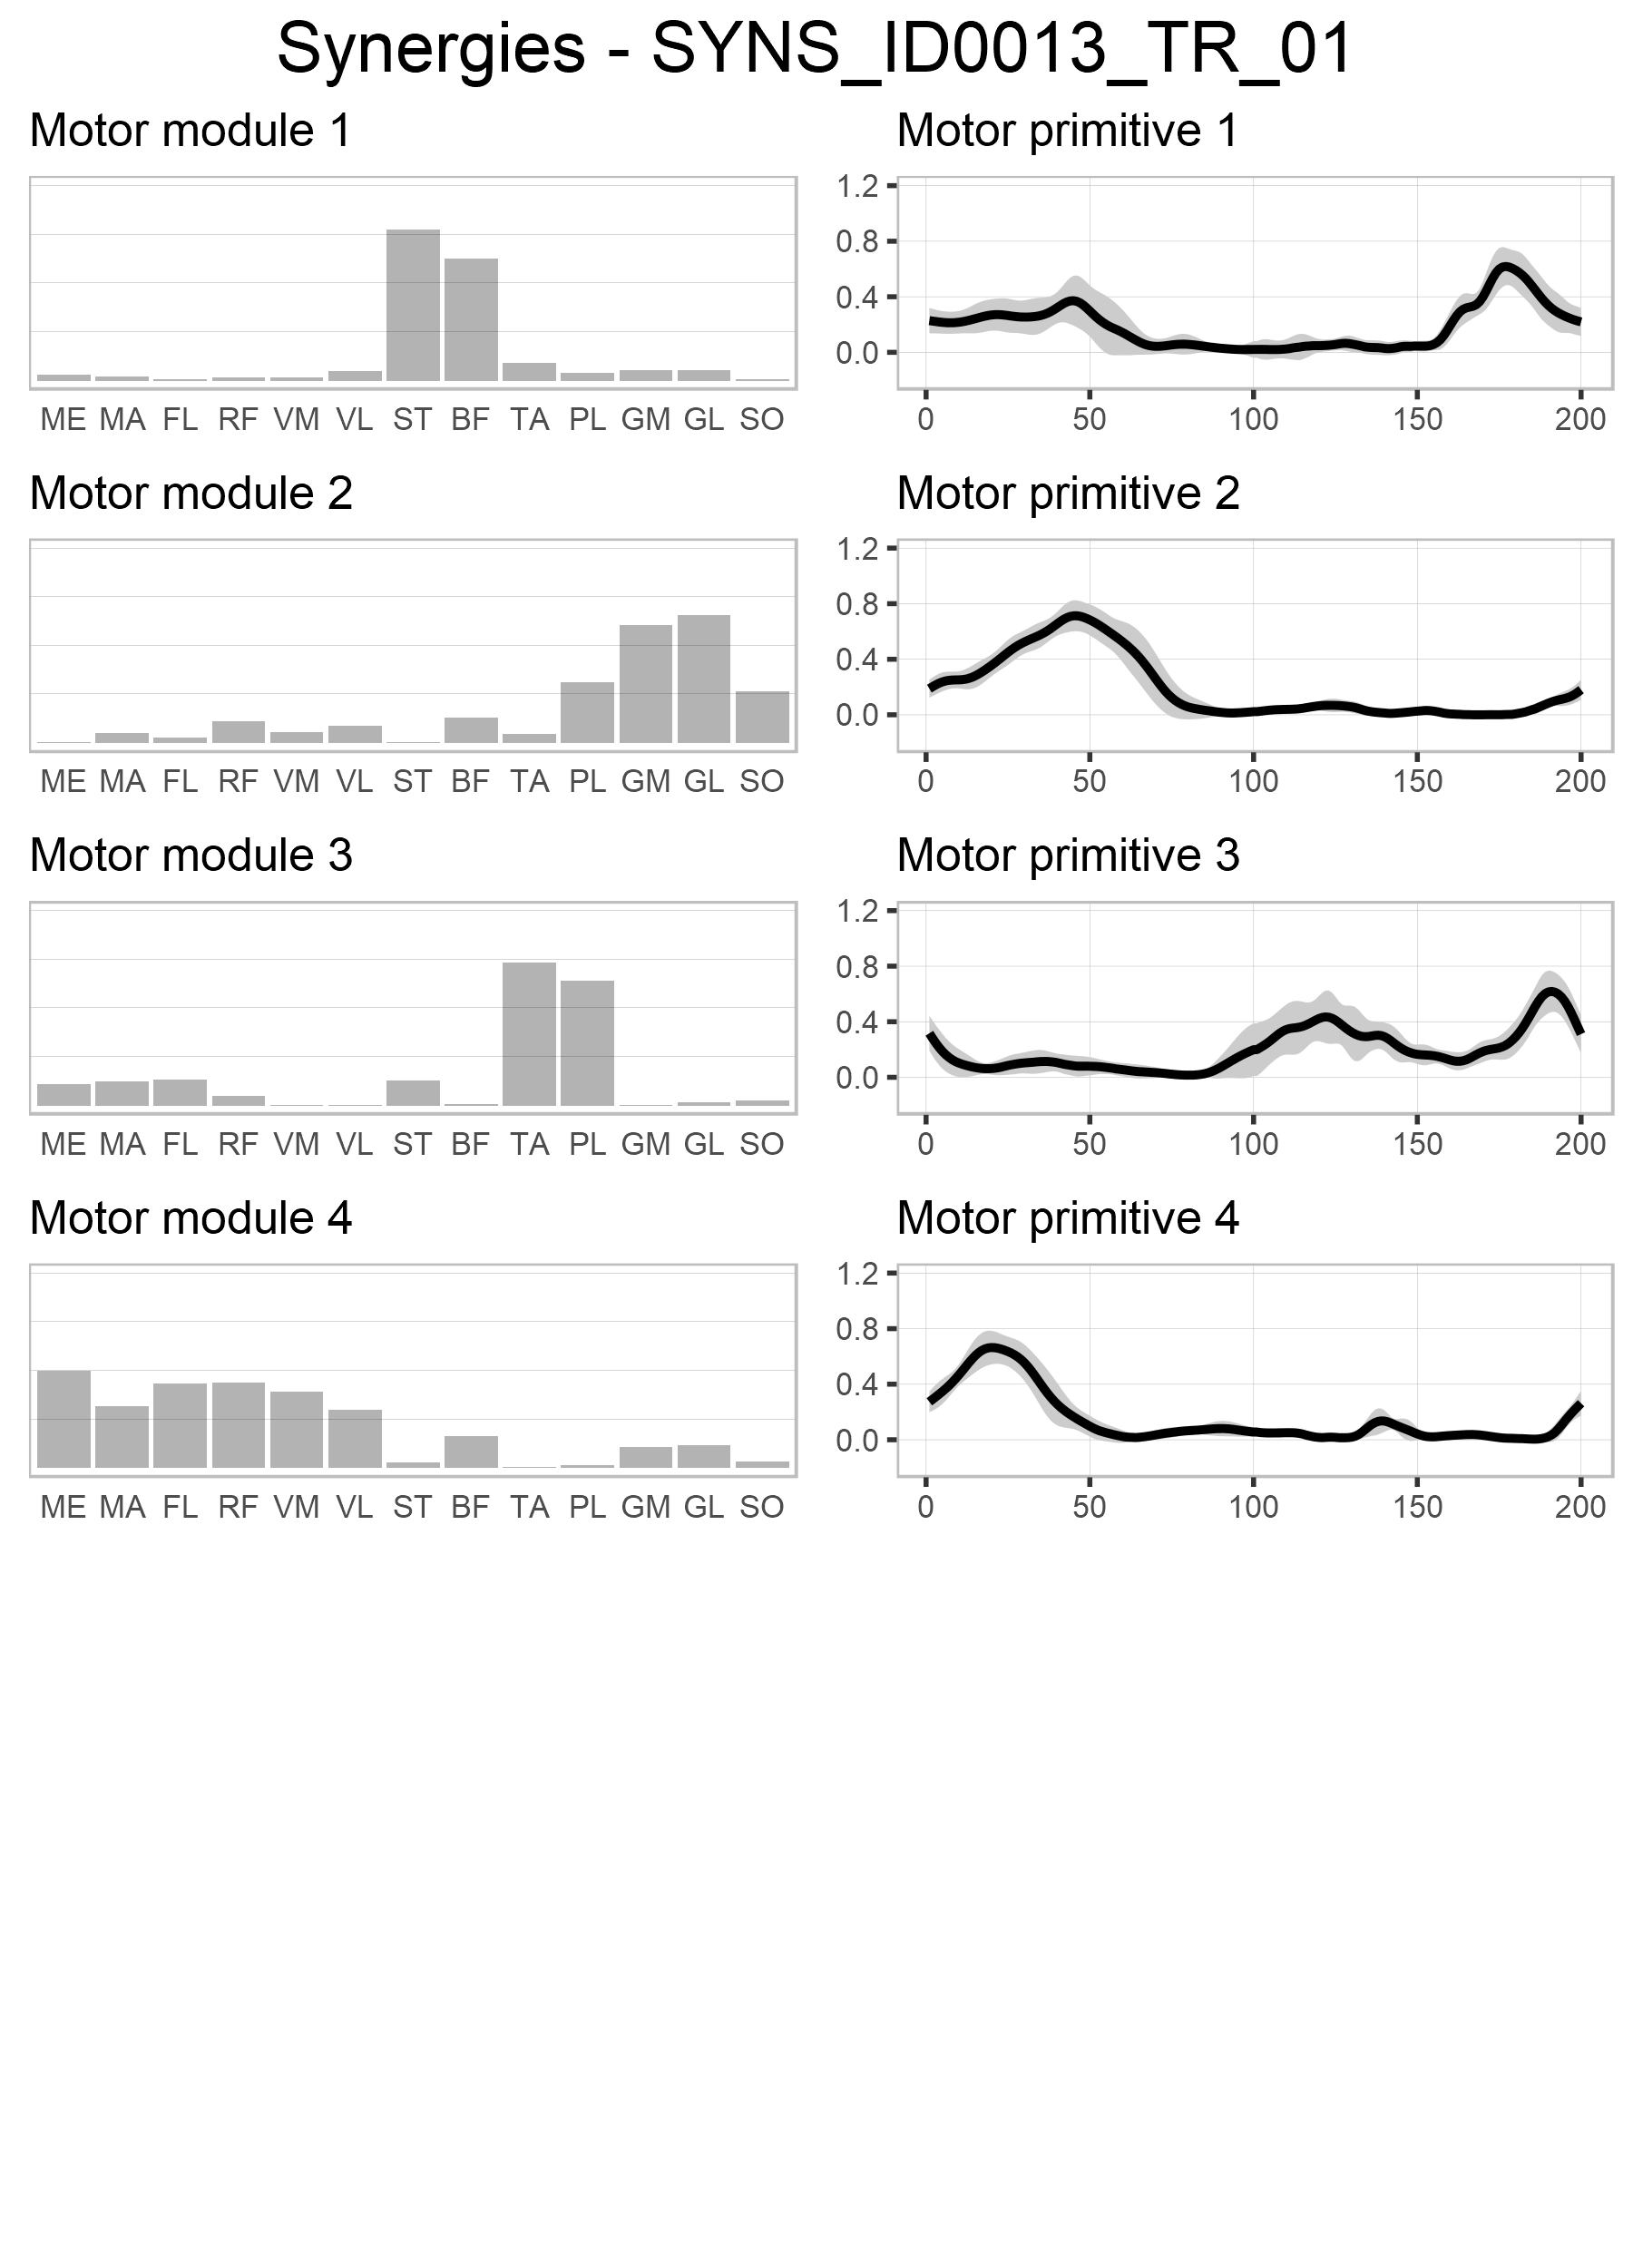 Synergies - SYNS_ID0013_TR_01
Motor module 1
Motor primitive 1
ME MA FL RF VM VL ST BF TA PL GM GL SO
1.2
0.8
0.4
0.0
0 50 100 150 200
Motor module 2
Motor primitive 2
ME MA FL RF VM VL ST BF TA PL GM GL SO
1.2
0.8
0.4
0.0
0 50 100 150 200
Motor module 3
Motor primitive 3
ME MA FL RF VM VL ST BF TA PL GM GL SO
1.2
0.8
0.4
0.0
0 50 100 150 200
Motor module 4
Motor primitive 4
ME MA FL RF VM VL ST BF TA PL GM GL SO
1.2
0.8
0.4
0.0
0 50 100 150 200